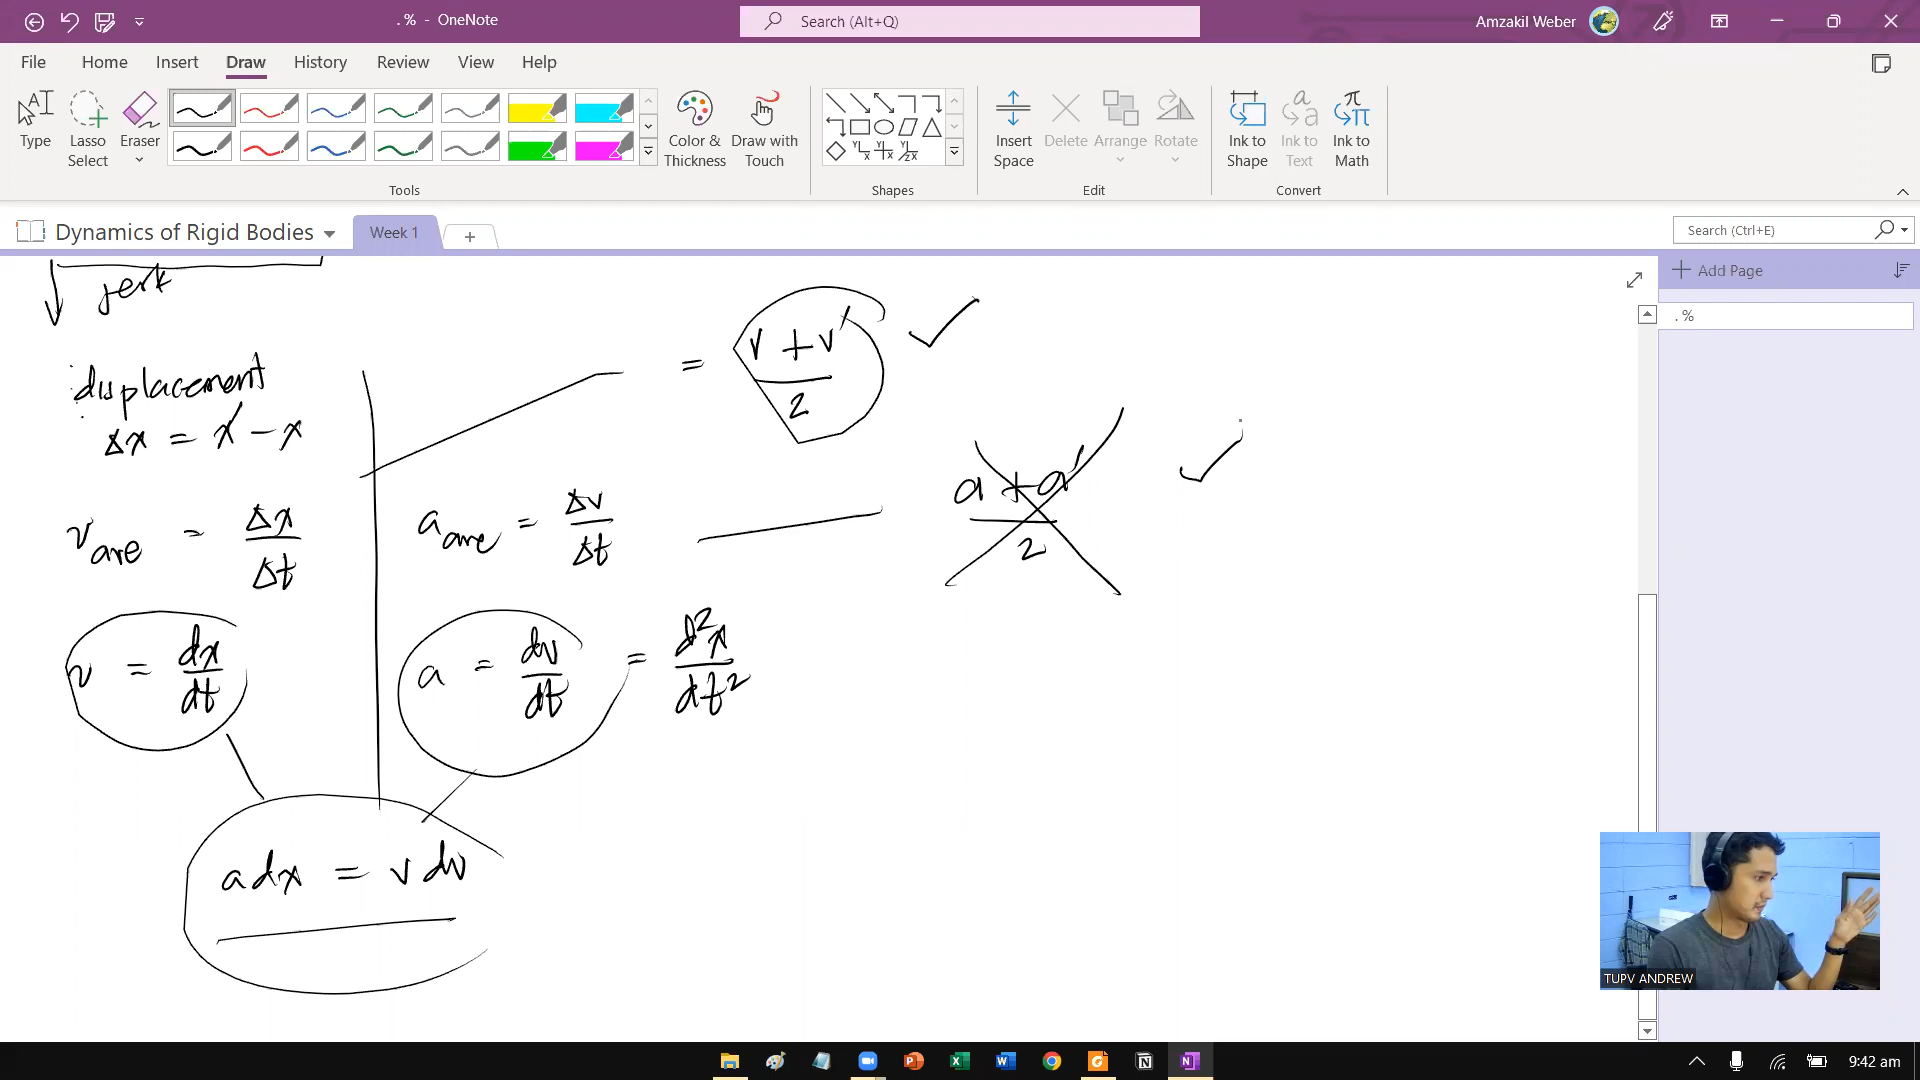 . % - OneNote
Search (Alt+Q)
Amzakil Weber
File Home Insert Draw History Review View Help
Type
Lasso Select
Eraser
Color & Thickness
Draw with Touch
Insert Space
Delete
Arrange
Rotate
Ink to Shape
Ink to Text
Ink to Math
Tools Shapes Edit Convert
Dynamics of Rigid Bodies
Week 1
Search (Ctrl+E)
Add Page
. %
jerk
displacement
Δx = x' - x
= (v + v')/2
v ave = Δx/Δt
a ave = Δv/Δt
(a + a')/2
v = dx/dt
a = dv/dt = d²x/dt²
adx = v dv
TUPV ANDREW
9:42 am